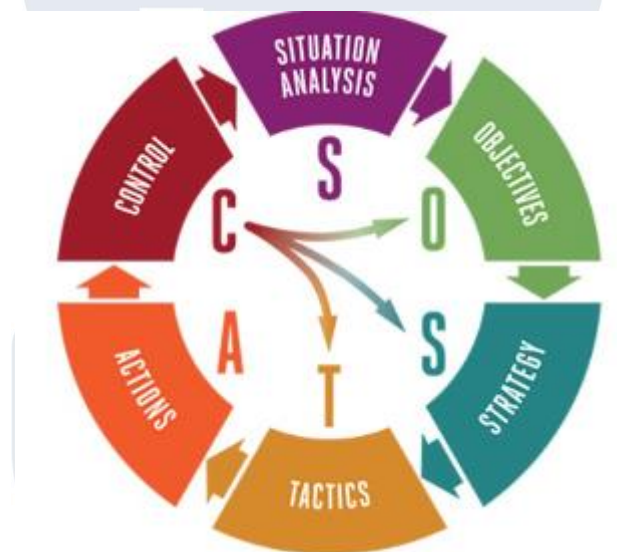 SITUATION
ANALYSIS
OBJECTIVES
STRATEGY
TACTICS
ACTIONS
CONTROL
S
O
S
T
A
C